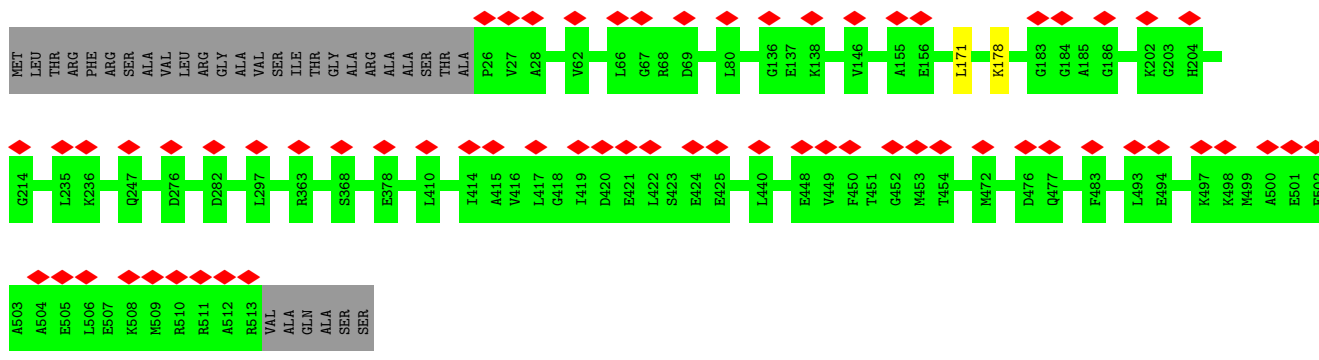 MET LEU THR ARG PHE ARG SER ALA VAL LEU ARG GLY ALA VAL SER ILE THR GLY ALA ARG ALA ALA SER THR ALA P26 V27 A28 V62 L66 G67 R68 D69 L80 G136 E137 K138 V146 A155 E156 L171 K178 G183 G184 A185 G186 K202 G203 H204
G214 L235 K236 Q247 D276 D282 L297 R363 S368 E378 L410 I414 A415 V416 L417 G418 I419 D420 E421 L422 S423 E424 E425 L440 E448 V449 F450 T451 G452 M453 T454 M472 D476 Q477 F483 L493 E494 K497 K498 M499 A500 E501
A503 A504 E505 L506 E507 K508 M509 R510 R511 A512 R513 VAL ALA GLN ALA SER SER